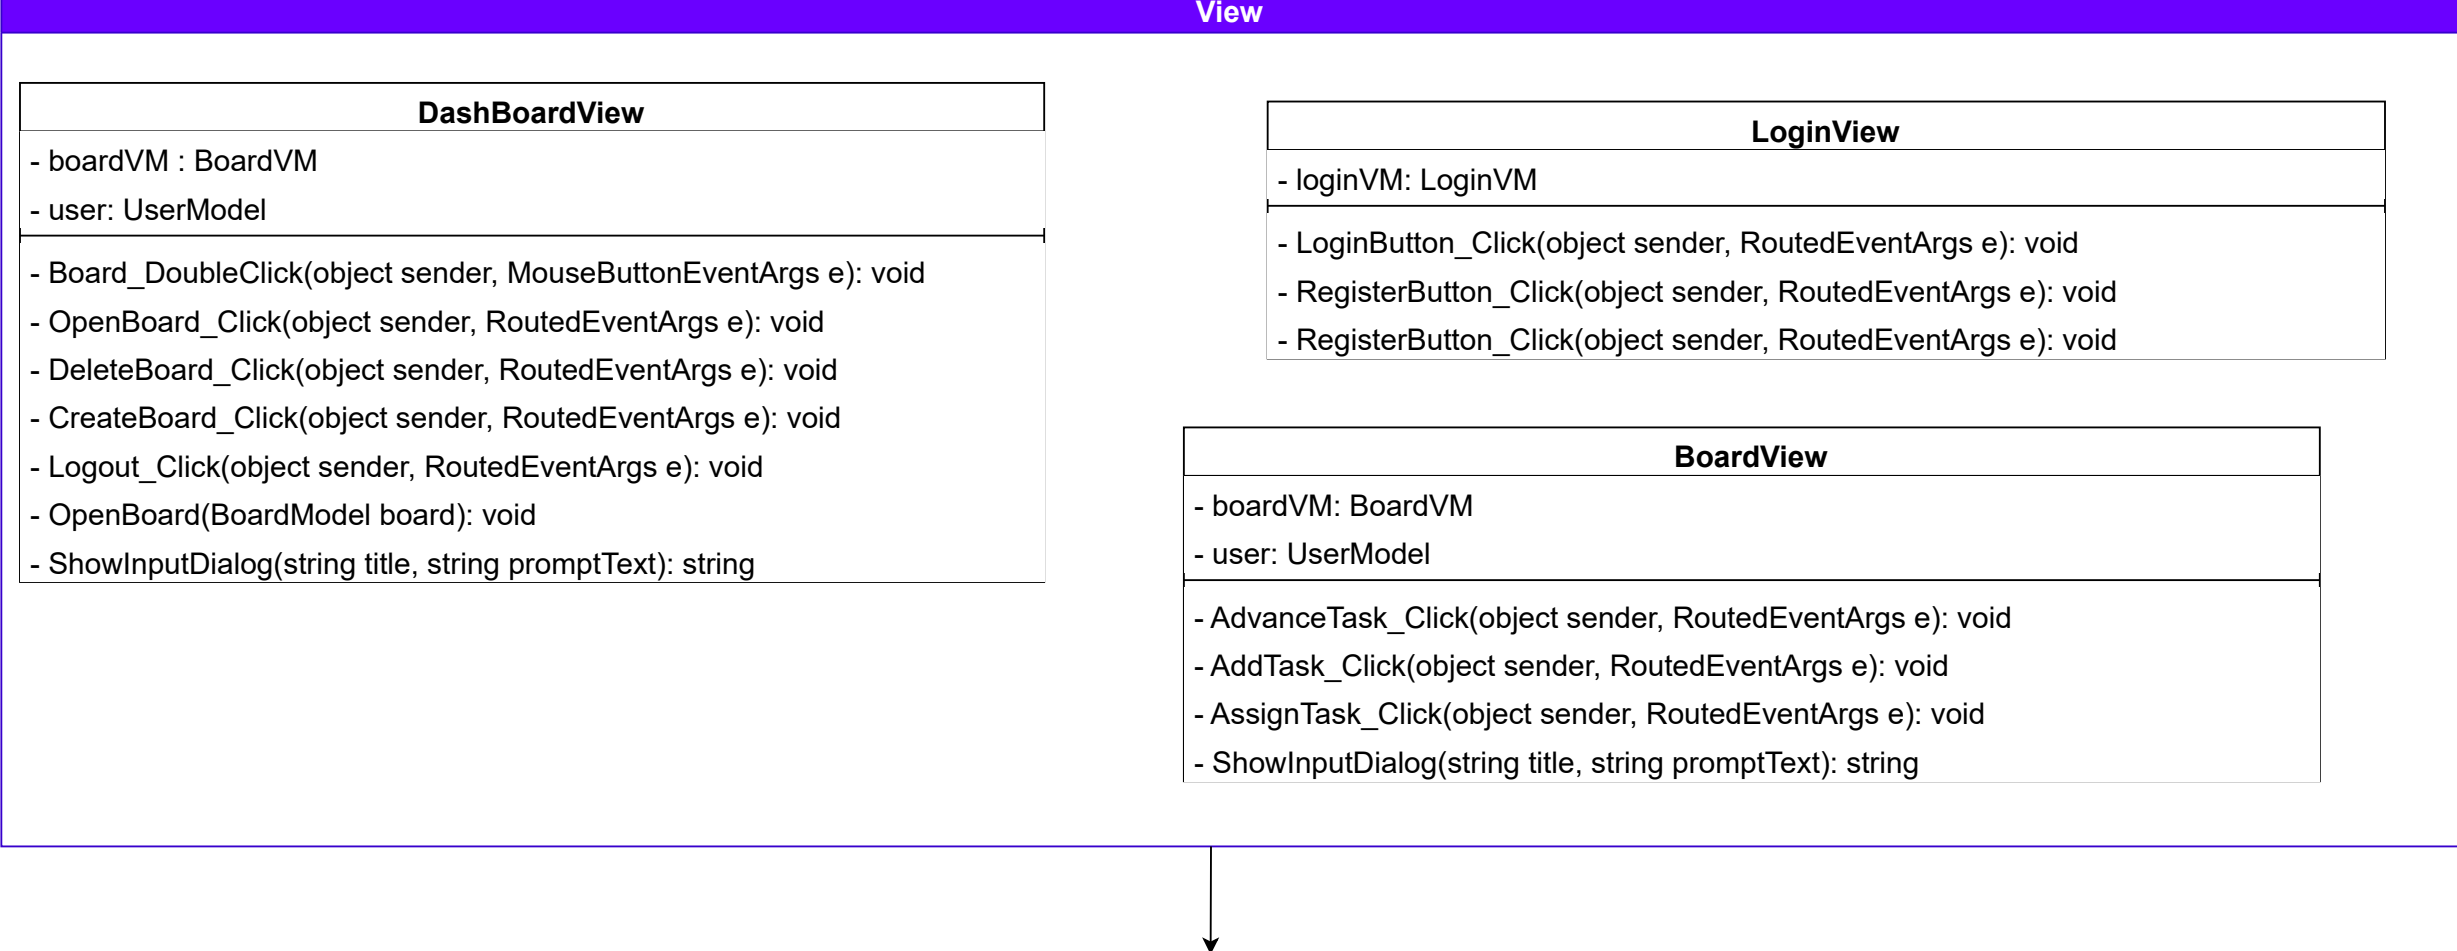 View
DashBoardView
- boardVM : BoardVM
- user: UserModel
- Board_DoubleClick(object sender, MouseButtonEventArgs e): void
- OpenBoard_Click(object sender, RoutedEventArgs e): void
- DeleteBoard_Click(object sender, RoutedEventArgs e): void
- CreateBoard_Click(object sender, RoutedEventArgs e): void
- Logout_Click(object sender, RoutedEventArgs e): void
- OpenBoard(BoardModel board): void
- ShowInputDialog(string title, string promptText): string
LoginView
- loginVM: LoginVM
- LoginButton_Click(object sender, RoutedEventArgs e): void
- RegisterButton_Click(object sender, RoutedEventArgs e): void
- RegisterButton_Click(object sender, RoutedEventArgs e): void
BoardView
- boardVM: BoardVM
- user: UserModel
- AdvanceTask_Click(object sender, RoutedEventArgs e): void
- AddTask_Click(object sender, RoutedEventArgs e): void
- AssignTask_Click(object sender, RoutedEventArgs e): void
- ShowInputDialog(string title, string promptText): string